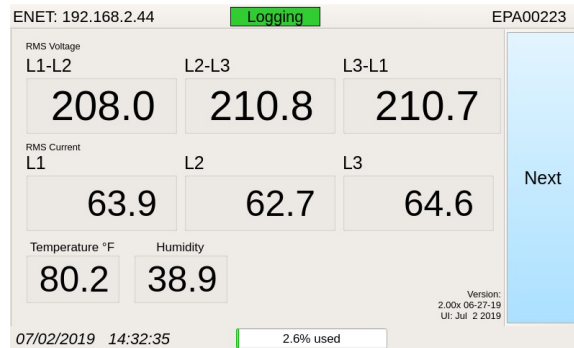 ENET: 192.168.2.44 Logging EPA00223
RMS Voltage
L1-L2 L2-L3 L3-L1
208.0 210.8 210.7
RMS Current
L1 L2 L3
63.9 62.7 64.6
Next
Temperature °F Humidity
80.2 38.9
Version:
2.00x 06-27-19
UI: Jul 2 2019
07/02/2019 14:32:35 2.6% used